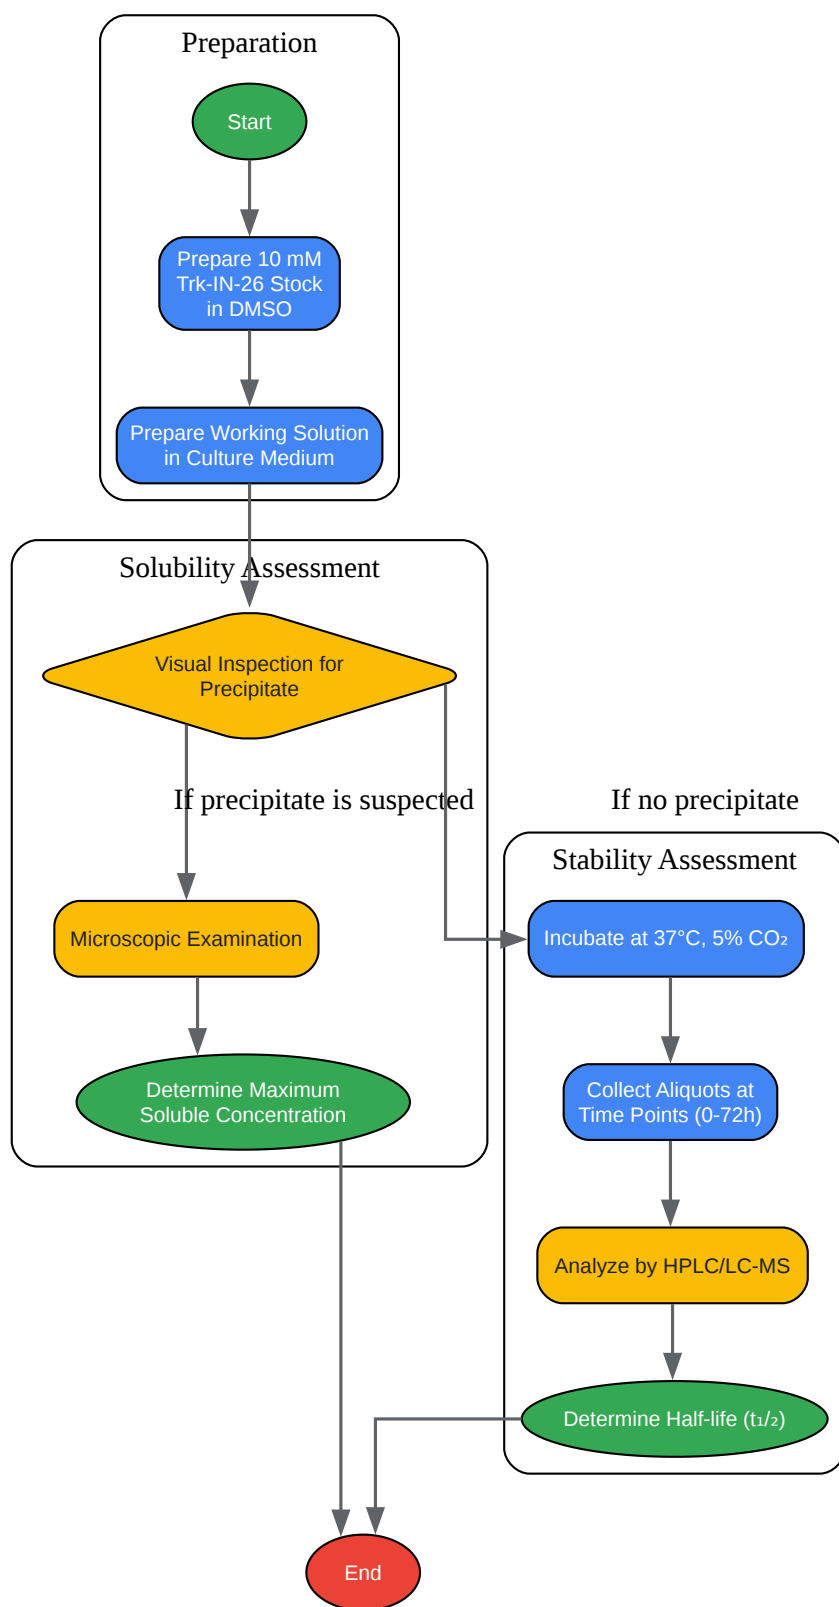 Preparation
Start
Prepare 10 mM
Trk-IN-26 Stock
in DMSO
Prepare Working Solution
in Culture Medium
Solubility Assessment
Visual Inspection for
Precipitate
If precipitate is suspected
If no precipitate
Stability Assessment
Microscopic Examination
Incubate at 37°C, 5% CO₂
Determine Maximum
Soluble Concentration
Collect Aliquots at
Time Points (0-72h)
Analyze by HPLC/LC-MS
Determine Half-life (t₁/₂)
End